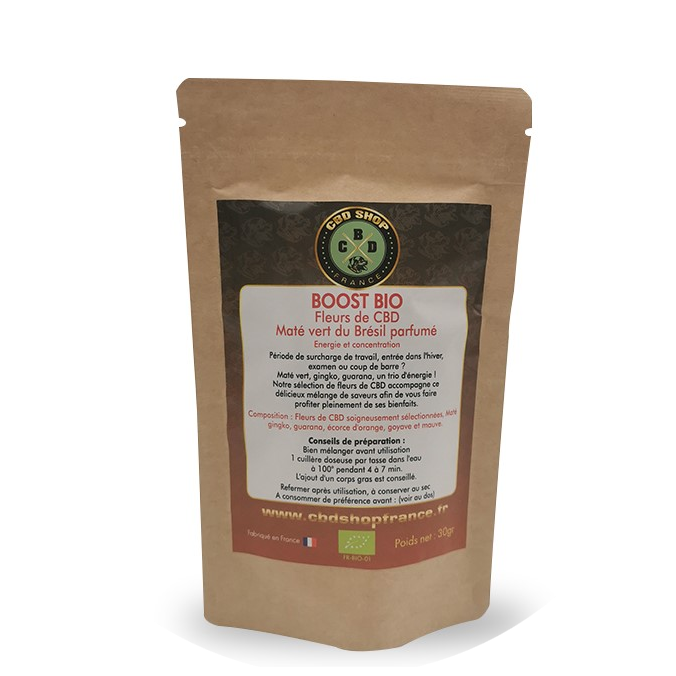 CBD SHOP
B
C D
FRANCE
BOOST BIO
Fleurs de CBD
Maté vert du Brésil parfumé
Energie et concentration
Période de surcharge de travail, entrée dans l'hiver,
examen ou coup de barre ?
Maté vert, gingko, guarana, un trio d'énergie !
Notre sélection de fleurs de CBD accompagne ce
délicieux mélange de saveurs afin de vous faire
profiter pleinement de ses bienfaits.
Composition : Fleurs de CBD soigneusement sélectionnées, Maté
gingko, guarana, écorce d'orange, goyave et mauve.
Conseils de préparation :
Bien mélanger avant utilisation
1 cuillère doseuse par tasse dans l'eau
à 100° pendant 4 à 7 min.
L'ajout d'un corps gras est conseillé.
Refermer après utilisation, à conserver au sec
A consommer de préférence avant : (voir au dos)
www.cbdshopfrance.fr
Fabriqué en France
FR-BIO-01
Poids net : 30gr